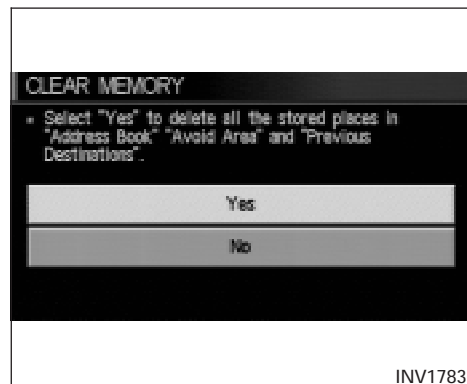 CLEAR MEMORY
Select "Yes" to delete all the stored places in
"Address Book" "Avoid Area" and "Previous
Destinations".
Yes
No
INV1783